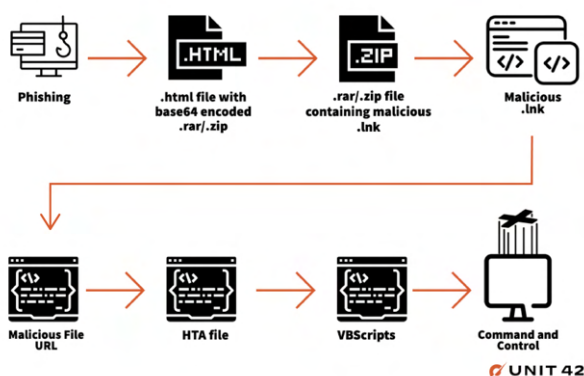 .HTML
.ZIP
Phishing
.html file with
base64 encoded
.rar/.zip
.rar/.zip file
containing malicious
.lnk
Malicious
.lnk
Malicious File
URL
HTA file
VBScripts
Command and
Control
UNIT 42